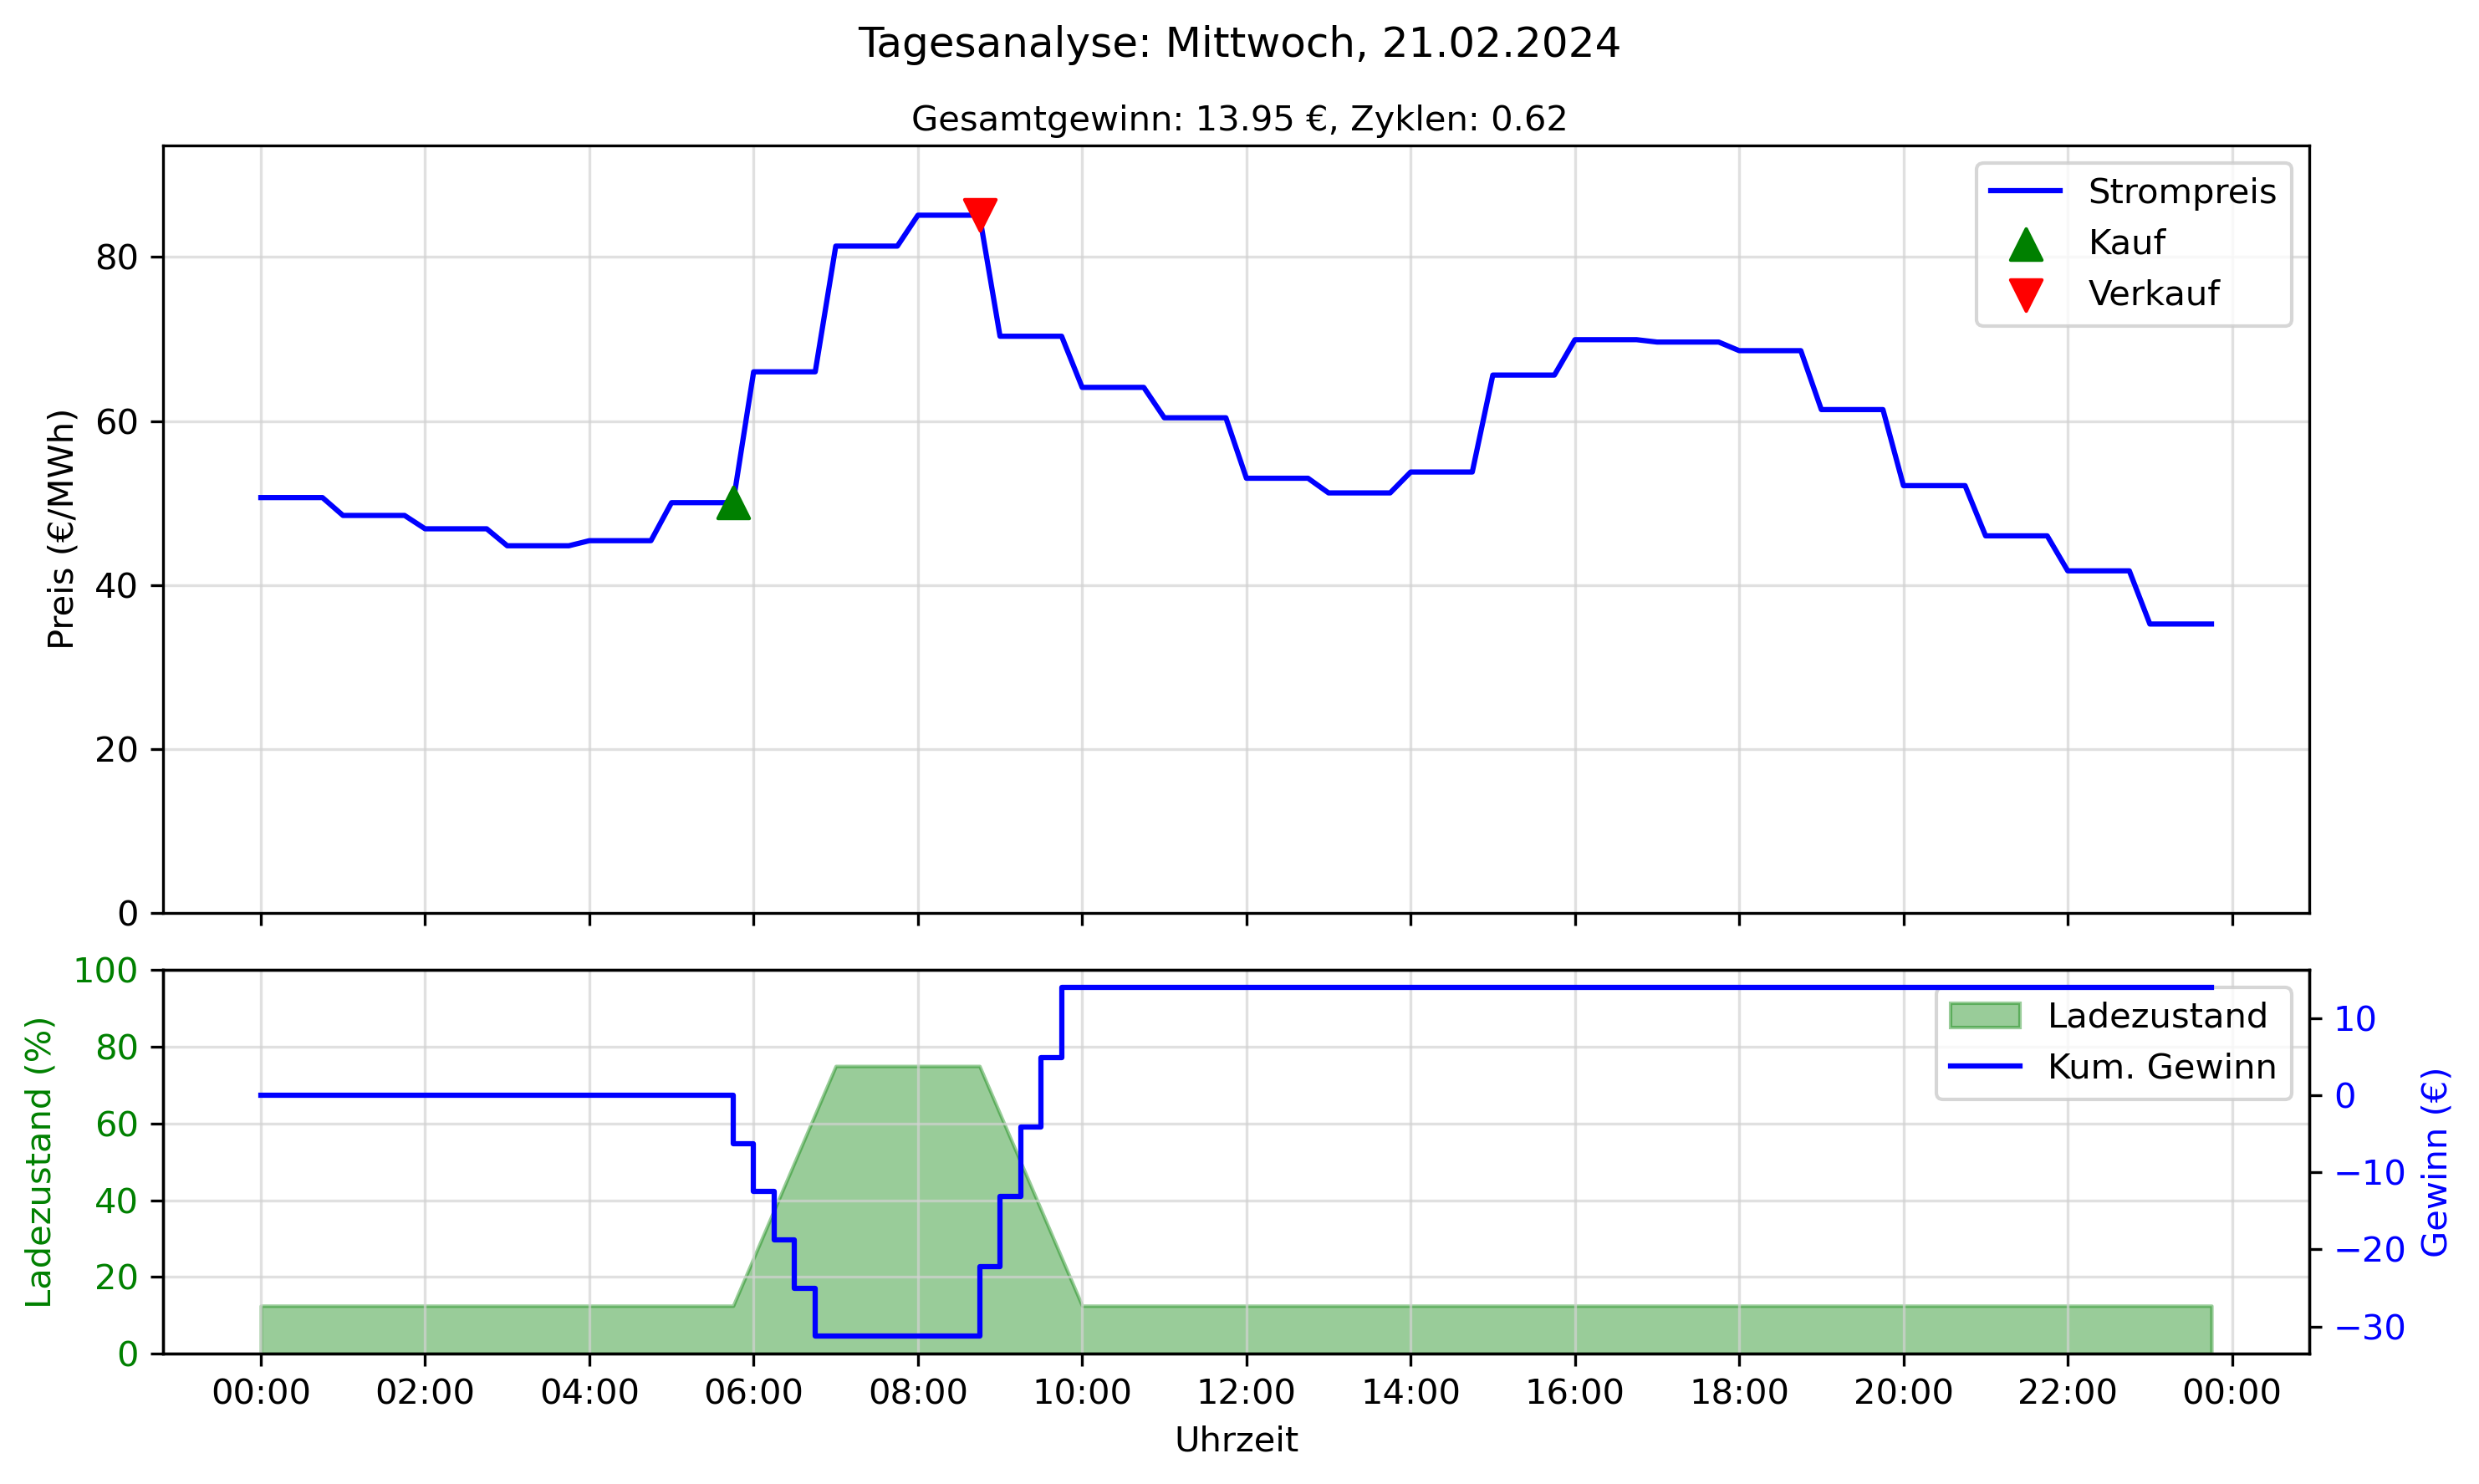 Tagesanalyse: Mittwoch, 21.02.2024
Gesamtgewinn: 13.95 €, Zyklen: 0.62
Preis (€/MWh)
80
60
40
20
0
Strompreis
Kauf
Verkauf
Ladezustand (%)
100
80
60
40
20
0
Ladezustand
Kum. Gewinn
10
0
−10
−20
−30
Gewinn (€)
00:00 02:00 04:00 06:00 08:00 10:00 12:00 14:00 16:00 18:00 20:00 22:00 00:00
Uhrzeit